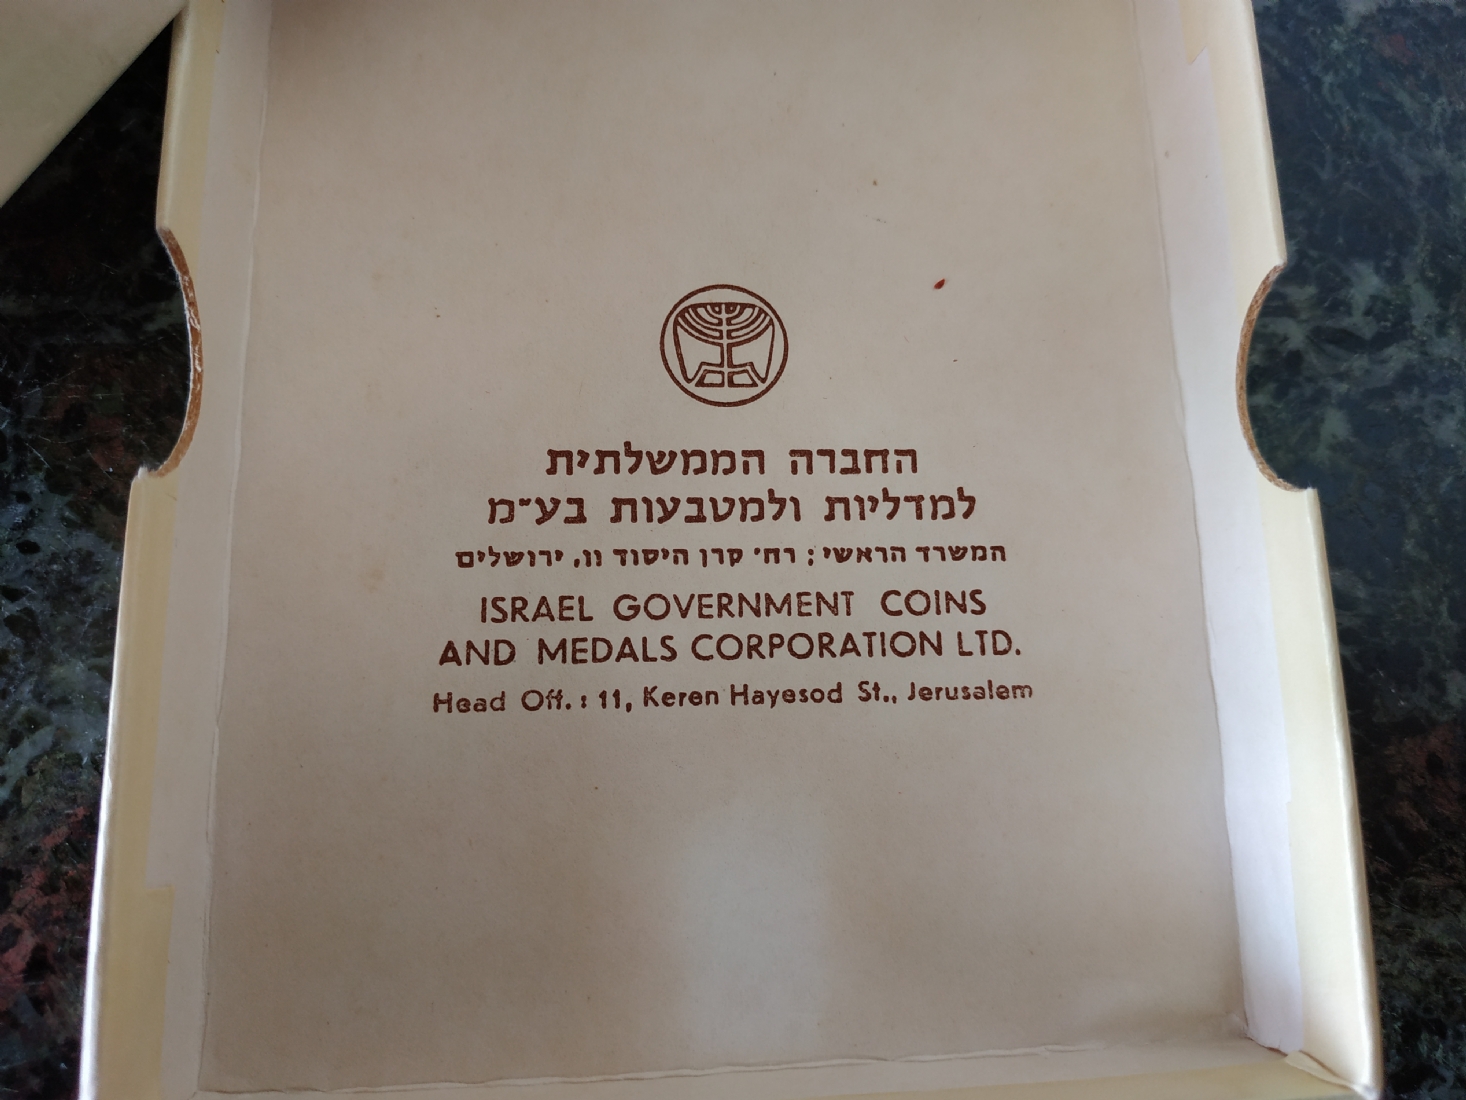 החברה הממשלתית
למדליות ולמטבעות בע״מ
המשרד הראשי: רח׳ קרן היסוד 11, ירושלים
ISRAEL GOVERNMENT COINS
AND MEDALS CORPORATION LTD.
Head Off. : 11, Keren Hayesod St., Jerusalem